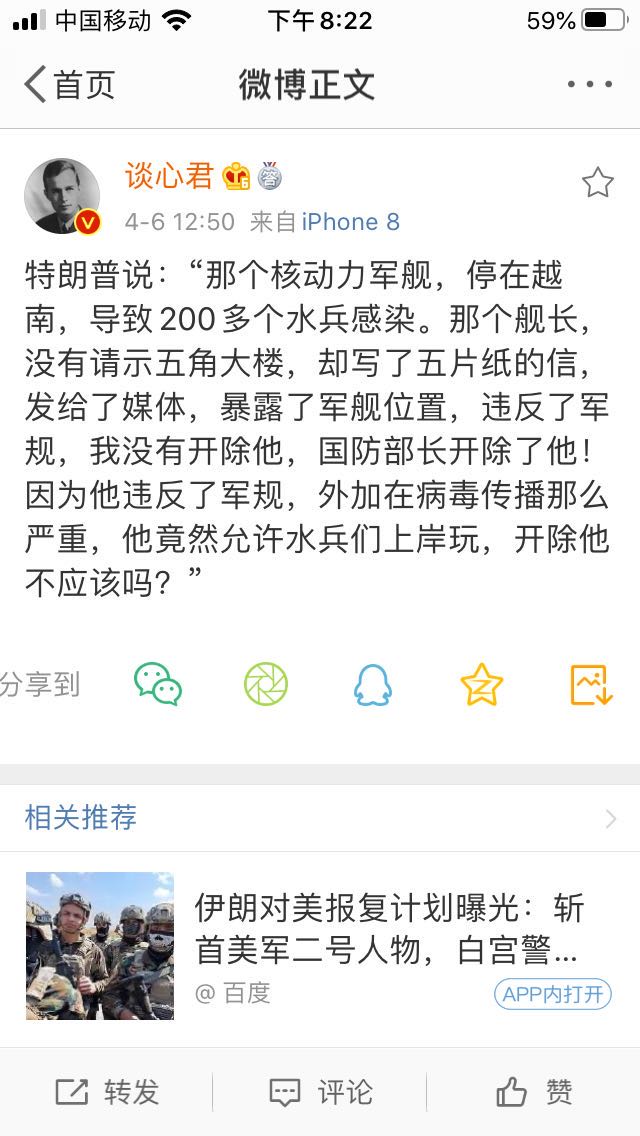 中国移动 下午8:22 59%
首页 微博正文
谈心君
4-6 12:50 来自 iPhone 8
特朗普说：“那个核动力军舰，停在越
南，导致200多个水兵感染。那个舰长，
没有请示五角大楼，却写了五片纸的信，
发给了媒体，暴露了军舰位置，违反了军
规，我没有开除他，国防部长开除了他！
因为他违反了军规，外加在病毒传播那么
严重，他竟然允许水兵们上岸玩，开除他
不应该吗？”
分享到
相关推荐
伊朗对美报复计划曝光：斩
首美军二号人物，白宫警...
@ 百度 APP内打开
转发 评论 赞